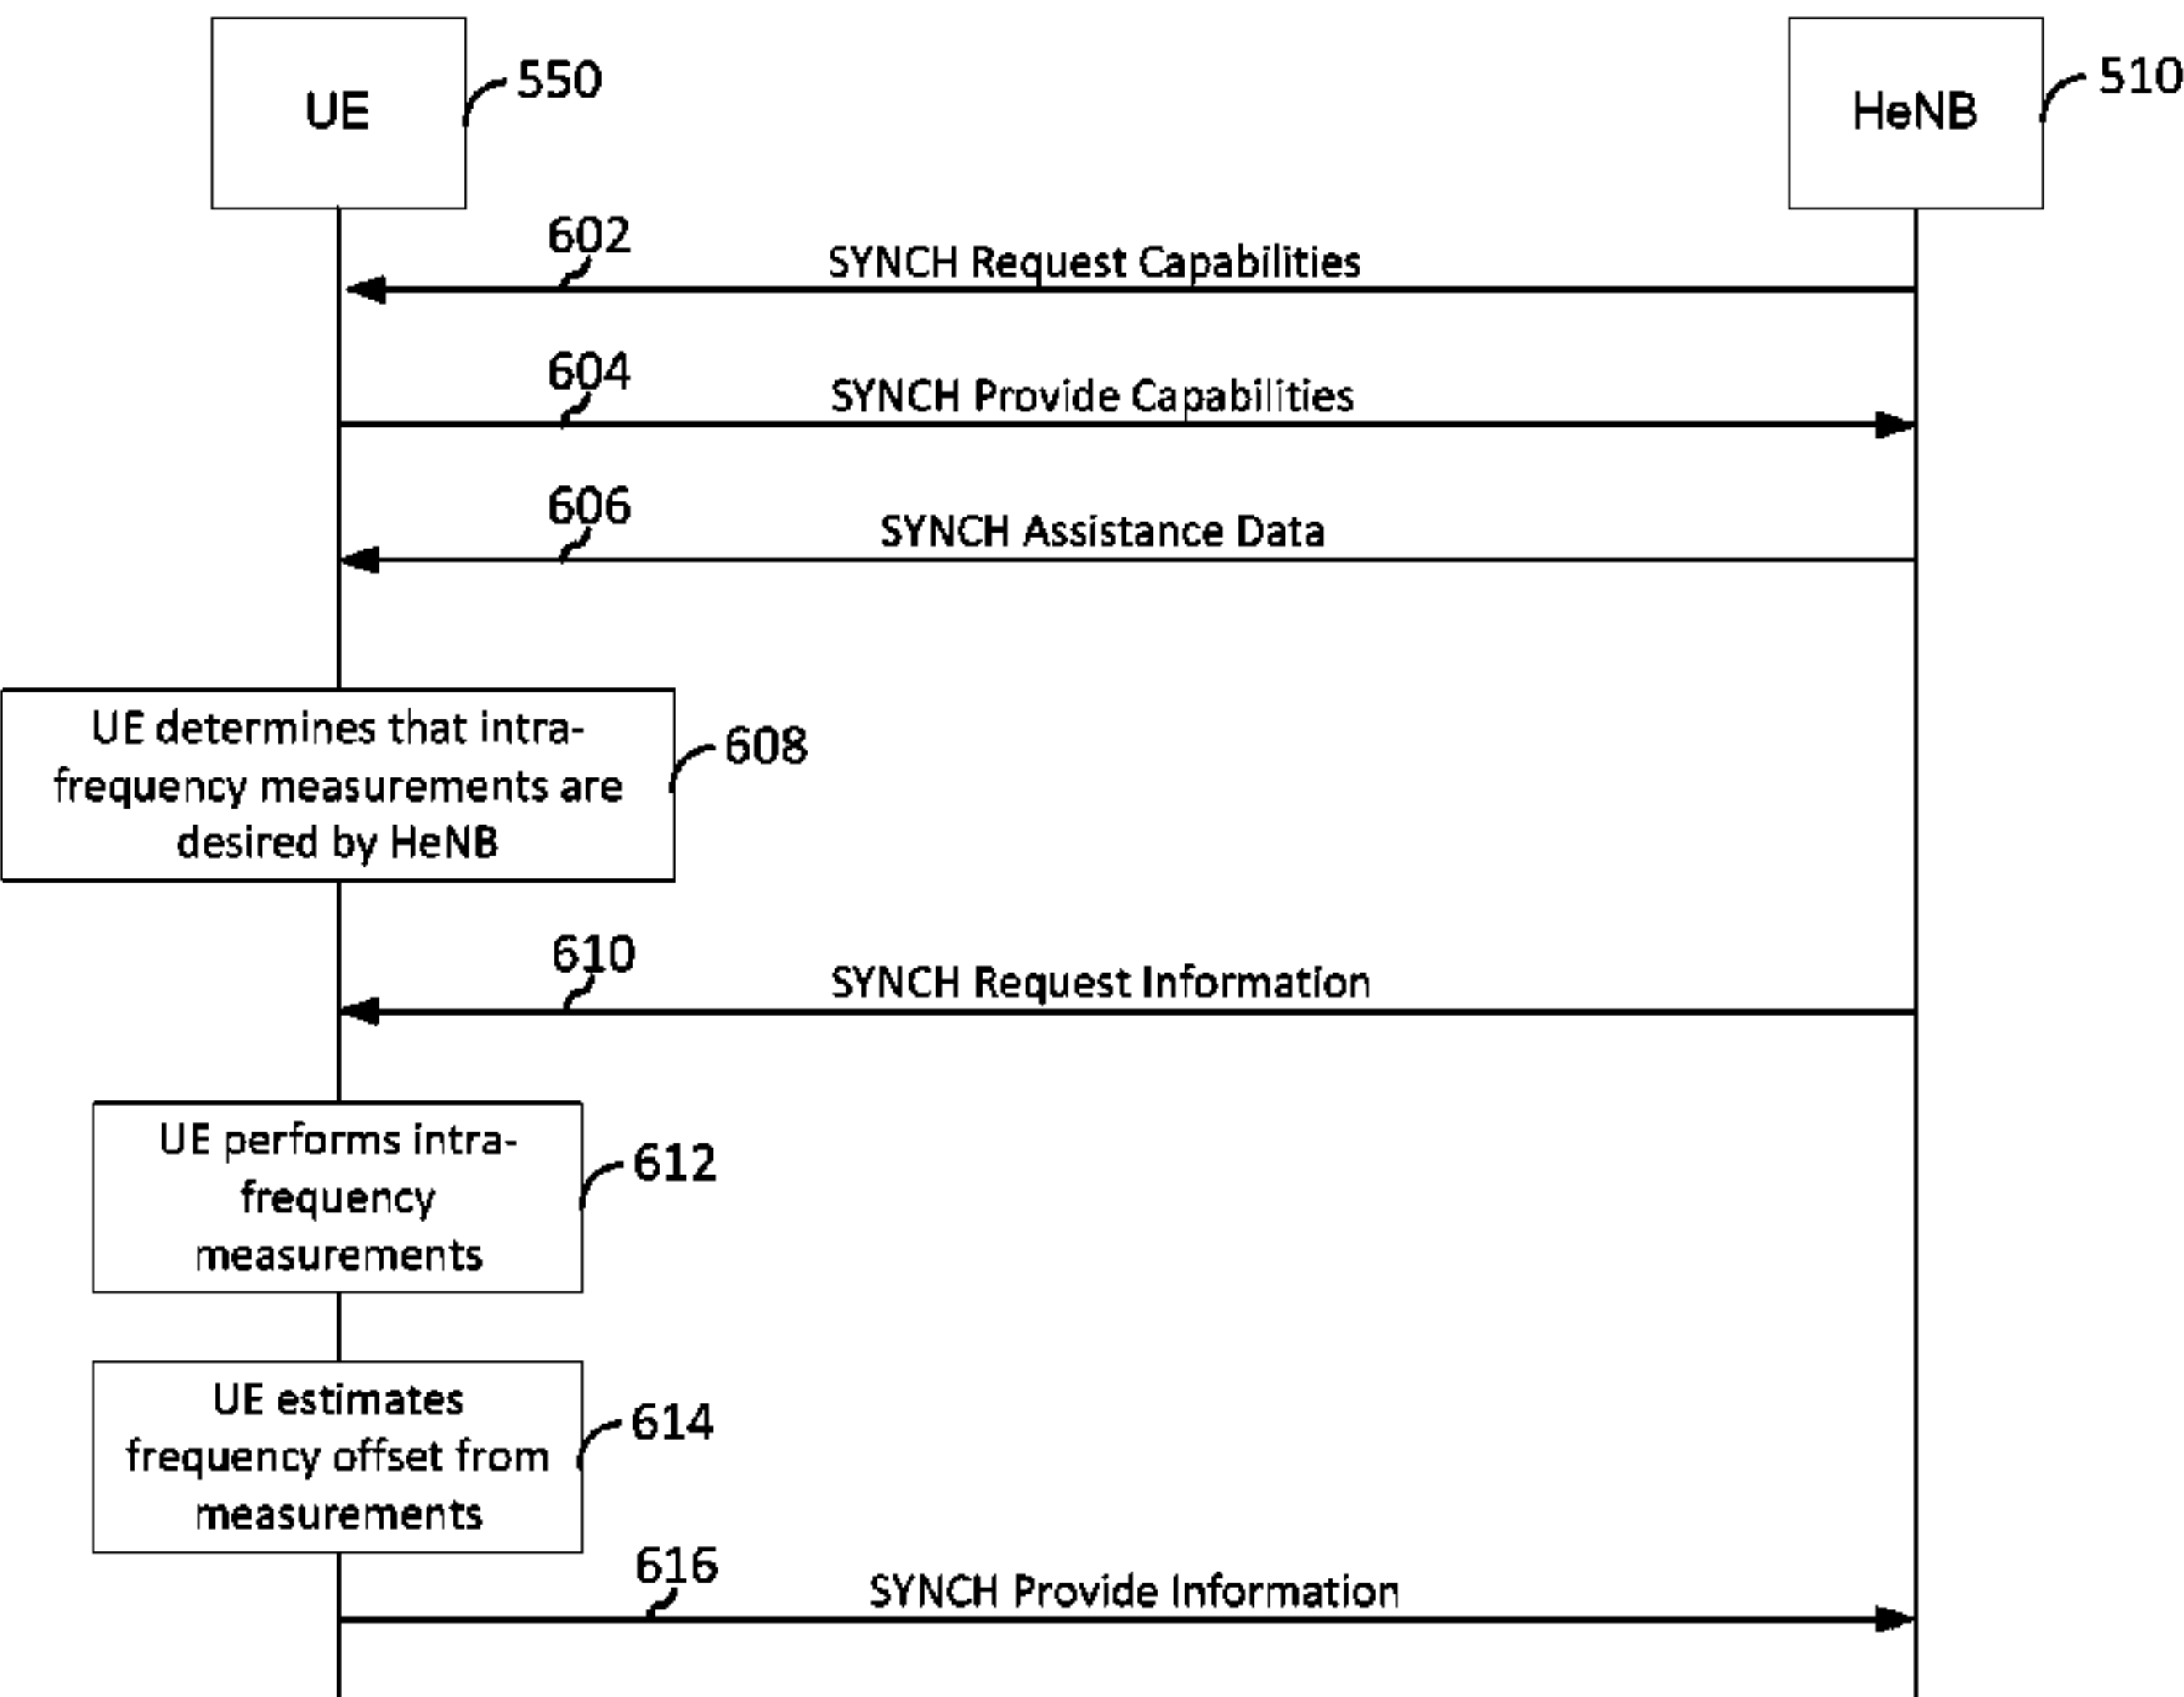 UE
550
HeNB
510
602
SYNCH Request Capabilities
604
SYNCH Provide Capabilities
606
SYNCH Assistance Data
UE determines that intra-
frequency measurements are
desired by HeNB
608
610
SYNCH Request Information
UE performs intra-
frequency
measurements
612
UE estimates
frequency offset from
measurements
614
616
SYNCH Provide Information